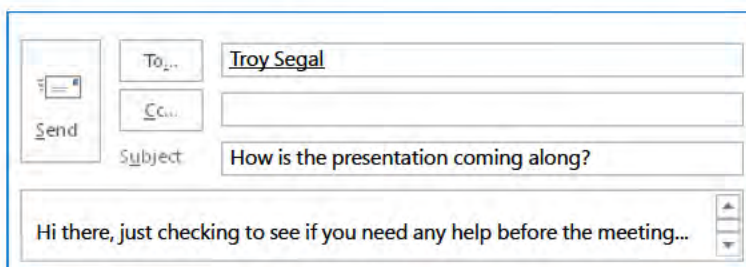 To...
Troy Segal
Cc...
Send
Subject
How is the presentation coming along?
Hi there, just checking to see if you need any help before the meeting...